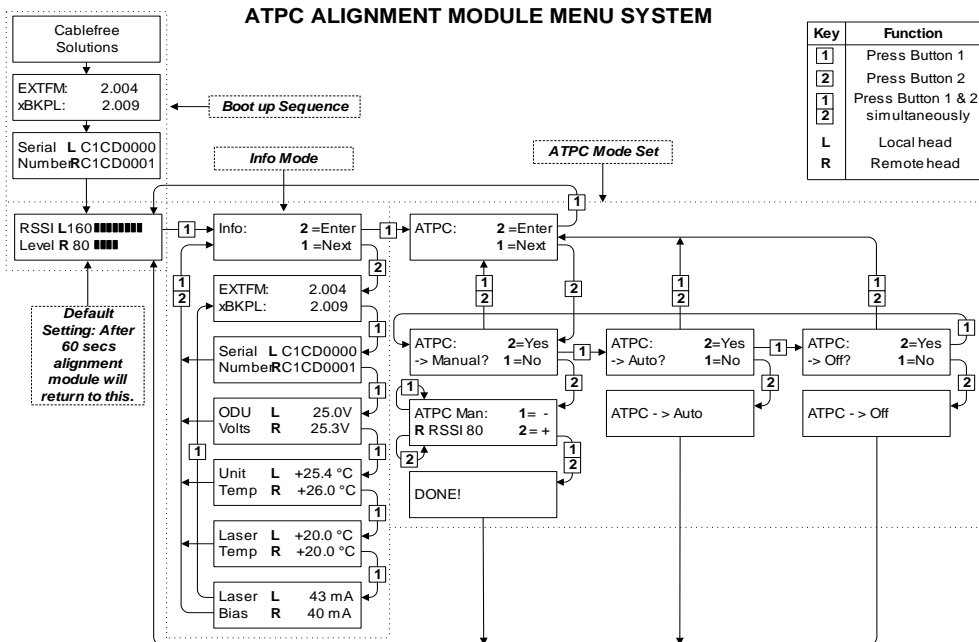 ATPC ALIGNMENT MODULE MENU SYSTEM
Cablefree
Solutions
EXTFM: 2.004
xBKPL: 2.009
Boot up Sequence
Serial L C1CD0000
Number R C1CD0001
RSSI L 160
Level R 80
Default
Setting: After
60 secs
alignment
module will
return to this.
Key Function
1 Press Button 1
2 Press Button 2
1 Press Button 1 & 2
2 simultaneously
L Local head
R Remote head
Info Mode
1
Info: 2 =Enter
1 =Next
2
1
2
EXTFM: 2.004
xBKPL: 2.009
1
Serial L C1CD0000
Number R C1CD0001
1
ODU L 25.0V
Volts R 25.3V
1
1
Unit L +25.4 °C
Temp R +26.0 °C
1
Laser L +20.0 °C
Temp R +20.0 °C
1
Laser L 43 mA
Bias R 40 mA
ATPC Mode Set
1
1
ATPC: 2 =Enter
1 =Next
2
1
2
1
2
1
2
ATPC: 2=Yes
-> Manual? 1=No
1
2
ATPC: 2=Yes
-> Auto? 1=No
1
2
ATPC: 2=Yes
-> Off? 1=No
1
2
1
ATPC Man: 1= -
R RSSI 80 2= +
2
1
2
DONE!
ATPC -> Auto
ATPC -> Off